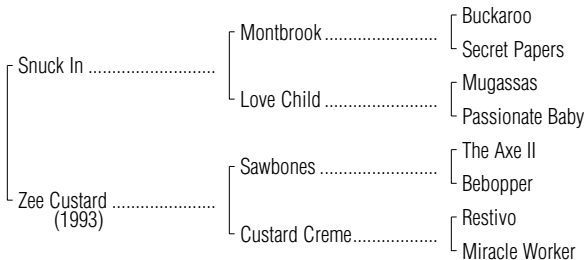 Buckaroo
Montbrook ........................
Secret Papers
Snuck In ...........................
Mugassas
Love Child ........................
Passionate Baby
The Axe II
Sawbones .........................
Bebopper
Zee Custard ......................
(1993)
Restivo
Custard Creme..................
Miracle Worker